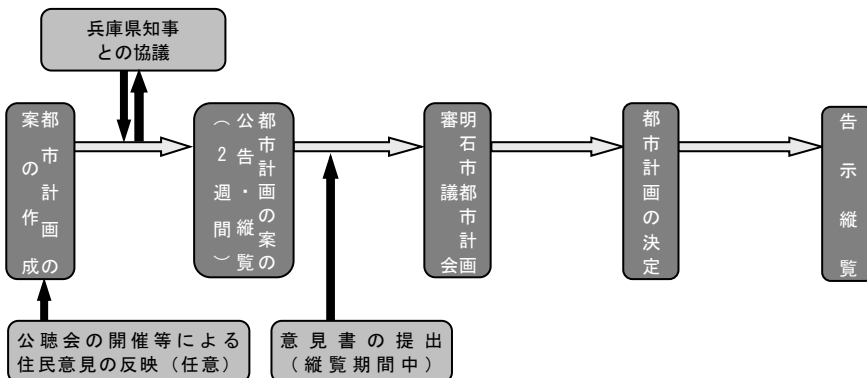 兵庫県知事
との協議
都市計画の
案の作成
都市計画の案の
公告・縦覧
（2週間）
明石市都市計画
審議会
都市計画の決定
告示縦覧
公聴会の開催等による
住民意見の反映（任意）
意見書の提出
（縦覧期間中）